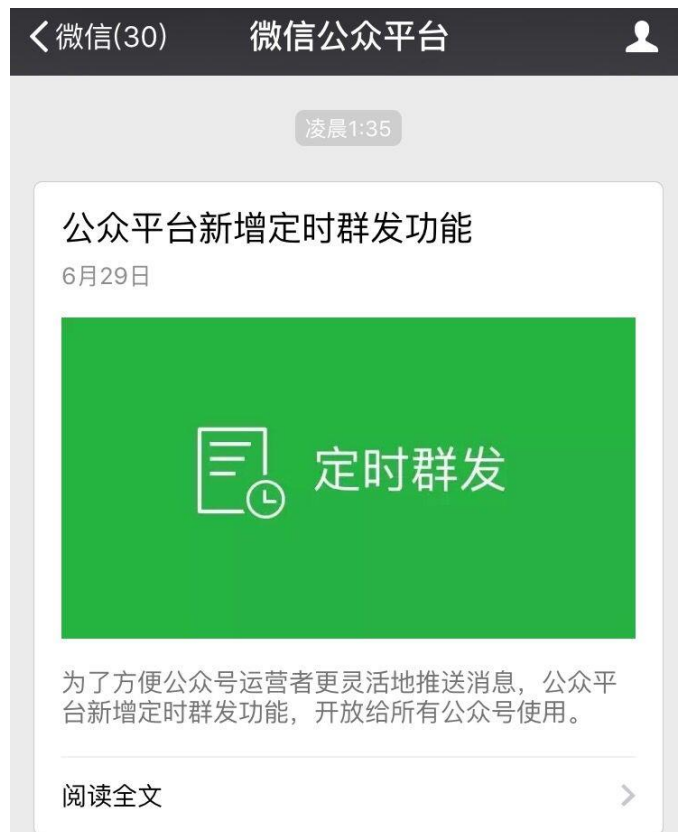 微信(30) 微信公众平台
凌晨1:35
公众平台新增定时群发功能
6月29日
定时群发
为了方便公众号运营者更灵活地推送消息，公众平
台新增定时群发功能，开放给所有公众号使用。
阅读全文